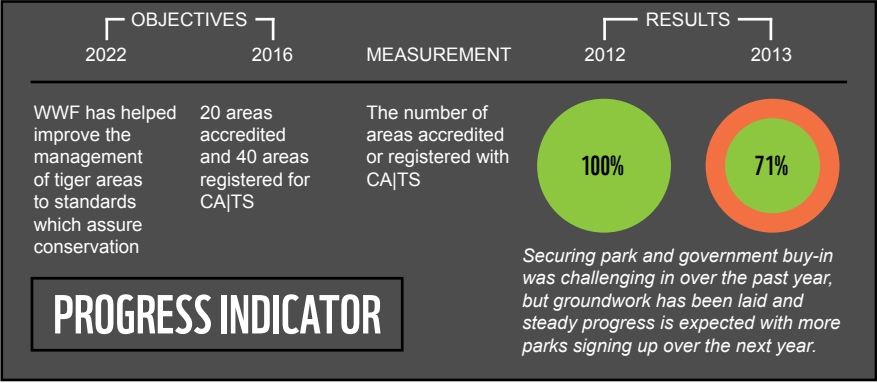 OBJECTIVES
2022
2016
MEASUREMENT
RESULTS
2012
2013
WWF has helped
improve the
management
of tiger areas
to standards
which assure
conservation
20 areas
accredited
and 40 areas
registered for
CA|TS
The number of
areas accredited
or registered with
CA|TS
100%
71%
Securing park and government buy-in
was challenging in over the past year,
but groundwork has been laid and
steady progress is expected with more
parks signing up over the next year.
PROGRESS INDICATOR